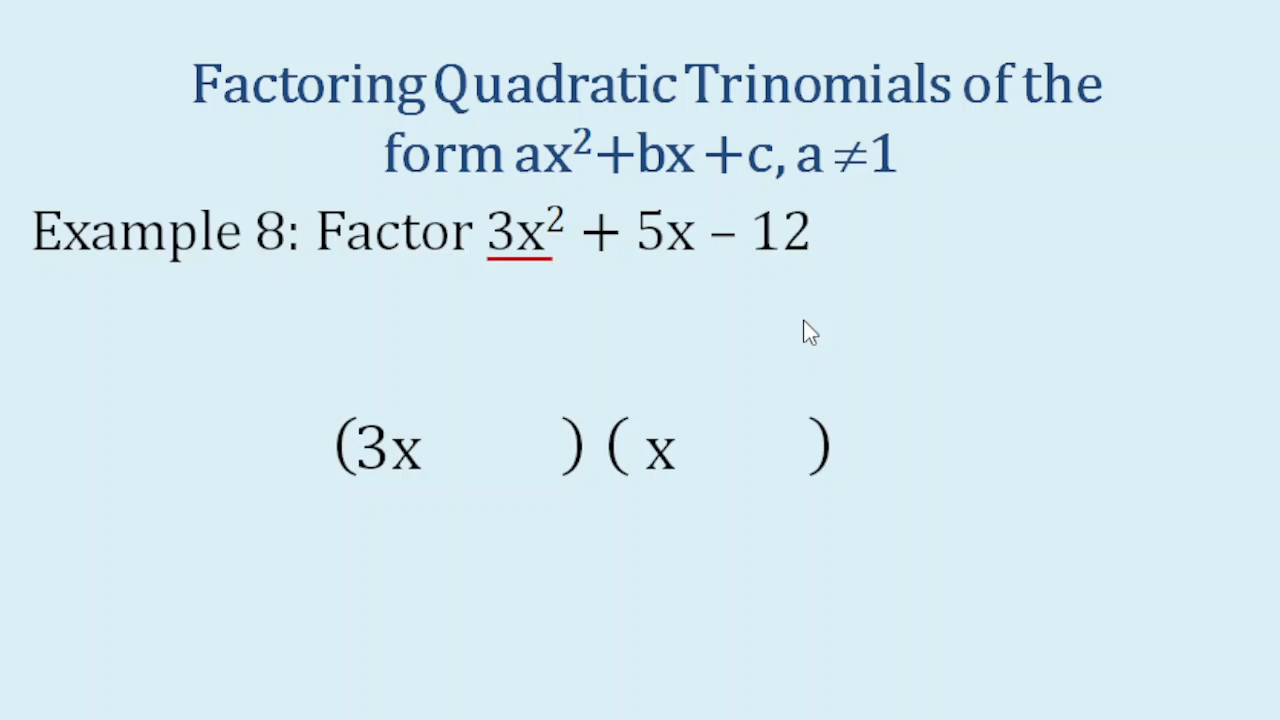 Factoring Quadratic Trinomials of the
form ax²+bx +c, a ≠1
Example 8: Factor 3x² + 5x – 12
(3x ) ( x )